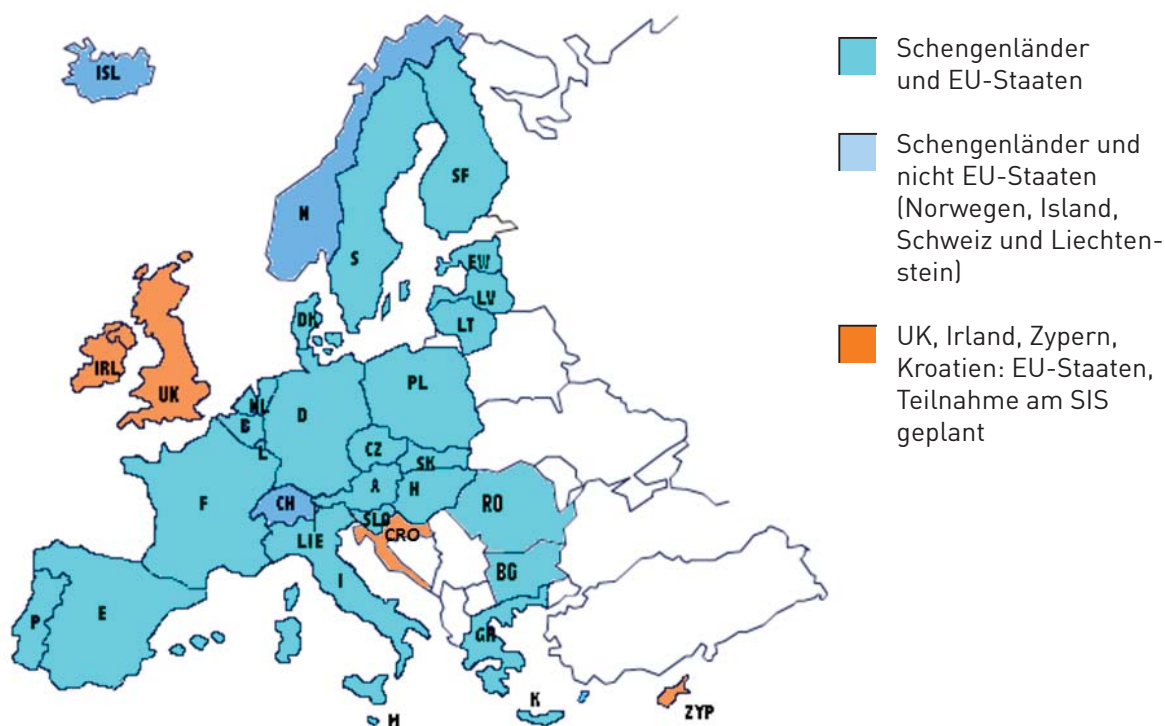 ISL
N
SF
S
EW
LV
LT
DK
IRL
UK
NL
B
L
D
PL
CZ
SK
A
H
F
CH
SLO
CRO
LIE
I
RO
BG
P
E
GR
K
M
ZYP
Schengenländer
und EU-Staaten
Schengenländer und
nicht EU-Staaten
(Norwegen, Island,
Schweiz und Liechten-
stein)
UK, Irland, Zypern,
Kroatien: EU-Staaten,
Teilnahme am SIS
geplant